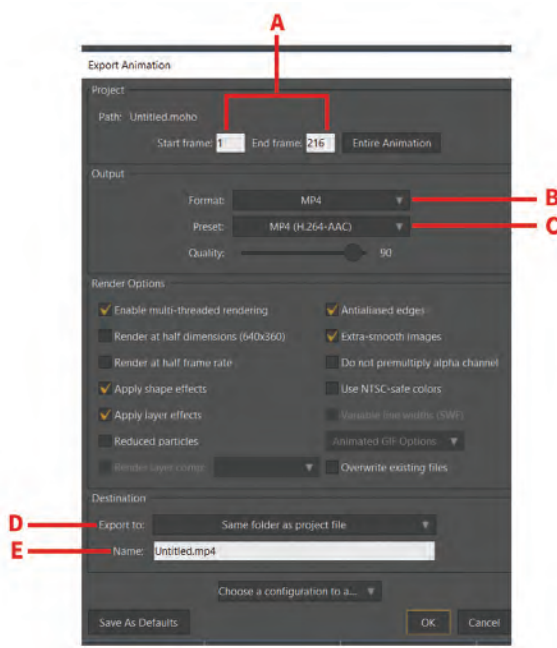 A
Export Animation
Project
Path: Untitled.moho
Start frame: 1 End frame: 216 Entire Animation
Output
Format: MP4 B
Preset: MP4 (H.264-AAC) C
Quality: 90
Render Options
Enable multi-threaded rendering Antialiased edges
Render at half dimensions (640x360) Extra-smooth images
Render at half frame rate Do not premultiply alpha channel
Apply shape effects Use NTSC-safe colors
Apply layer effects Variable line widths (SWF)
Reduced particles Animated GIF Options
Render layer comp: Overwrite existing files
Destination
D Export to: Same folder as project file
E Name: Untitled.mp4
Choose a configuration to a...
Save As Defaults OK Cancel